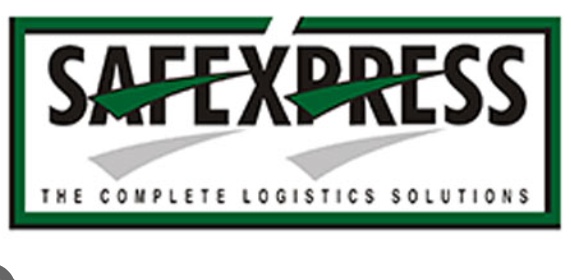 SAFEXPRESS
THE COMPLETE LOGISTICS SOLUTIONS